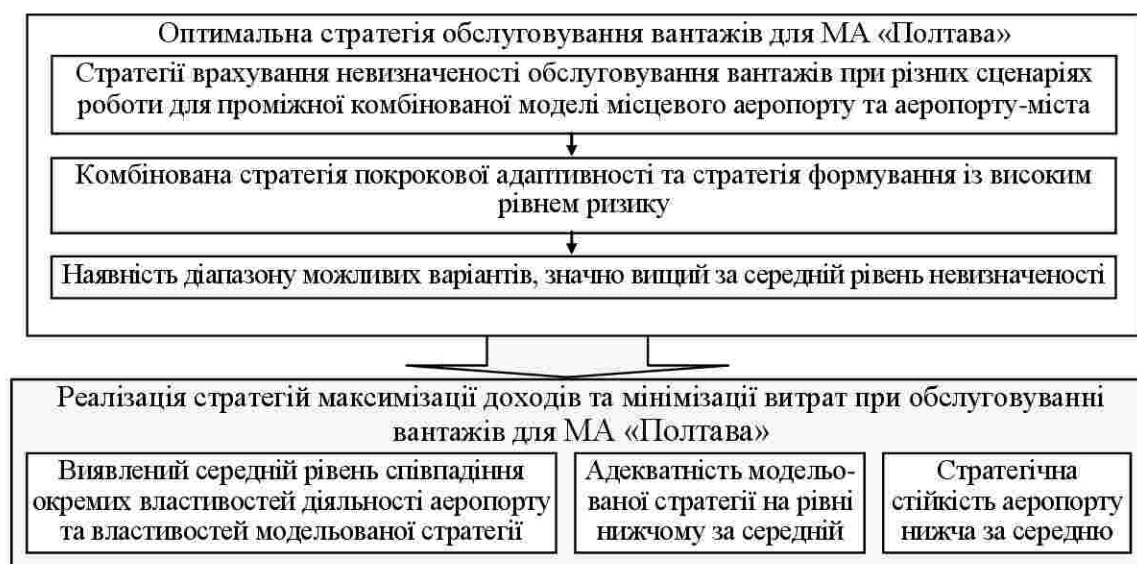 Оптимальна стратегія обслуговування вантажів для МА «Полтава»
Стратегії врахування невизначеності обслуговування вантажів при різних сценаріях
роботи для проміжної комбінованої моделі місцевого аеропорту та аеропорту-міста
Комбінована стратегія покрокової адаптивності та стратегія формування із високим
рівнем ризику
Наявність діапазону можливих варіантів, значно вищий за середній рівень невизначеності
Реалізація стратегій максимізації доходів та мінімізації витрат при обслуговуванні
вантажів для МА «Полтава»
Виявлений середній рівень співпадіння
окремих властивостей діяльності аеропорту
та властивостей модельованої стратегії
Адекватність модельо-
ваної стратегії на рівні
нижчому за середній
Стратегічна
стійкість аеропорту
нижча за середню